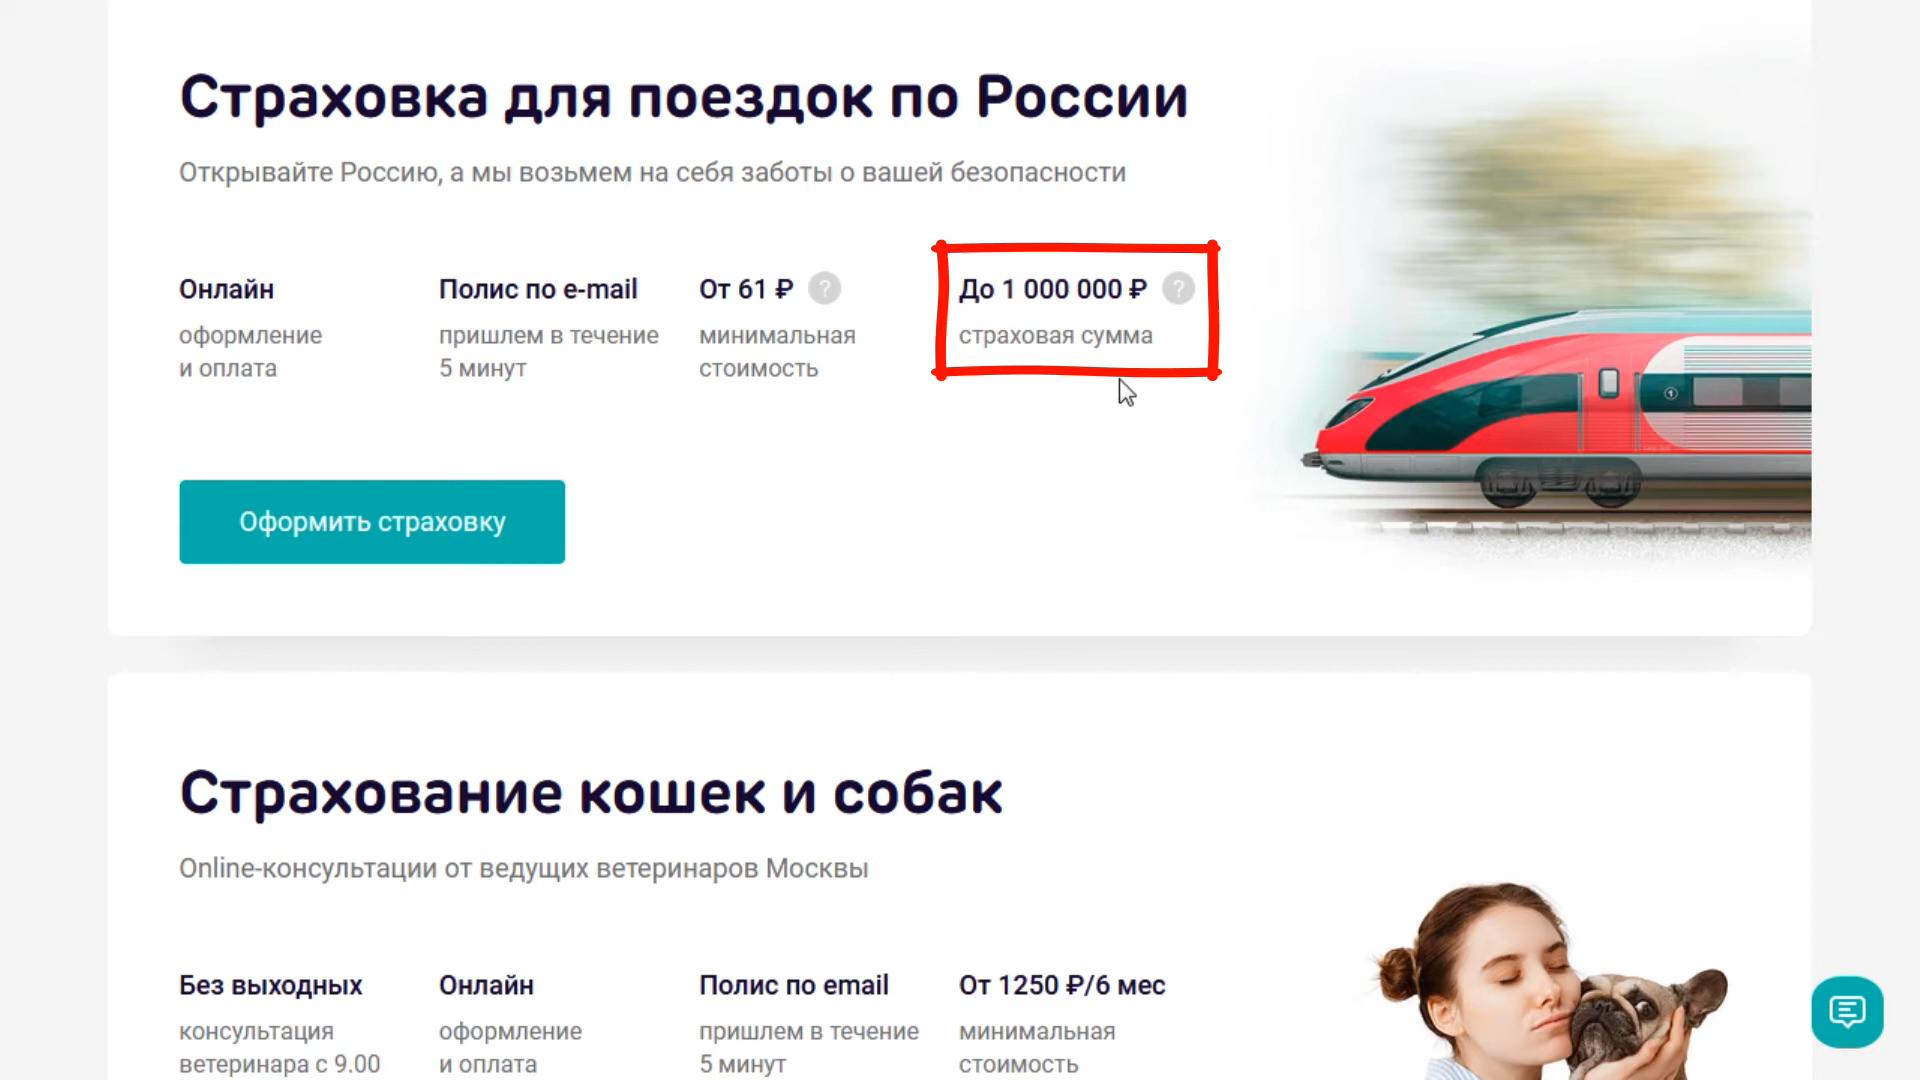 Страховка для поездок по России
Открывайте Россию, а мы возьмем на себя заботы о вашей безопасности
Онлайн
оформление
и оплата
Полис по e-mail
пришлем в течение
5 минут
От 61 ₽ ?
минимальная
стоимость
До 1 000 000 ₽ ?
страховая сумма
1
Оформить страховку
Страхование кошек и собак
Online-консультации от ведущих ветеринаров Москвы
Без выходных
консультация
ветеринара с 9.00
Онлайн
оформление
и оплата
Полис по email
пришлем в течение
5 минут
От 1250 ₽/6 мес
минимальная
стоимость